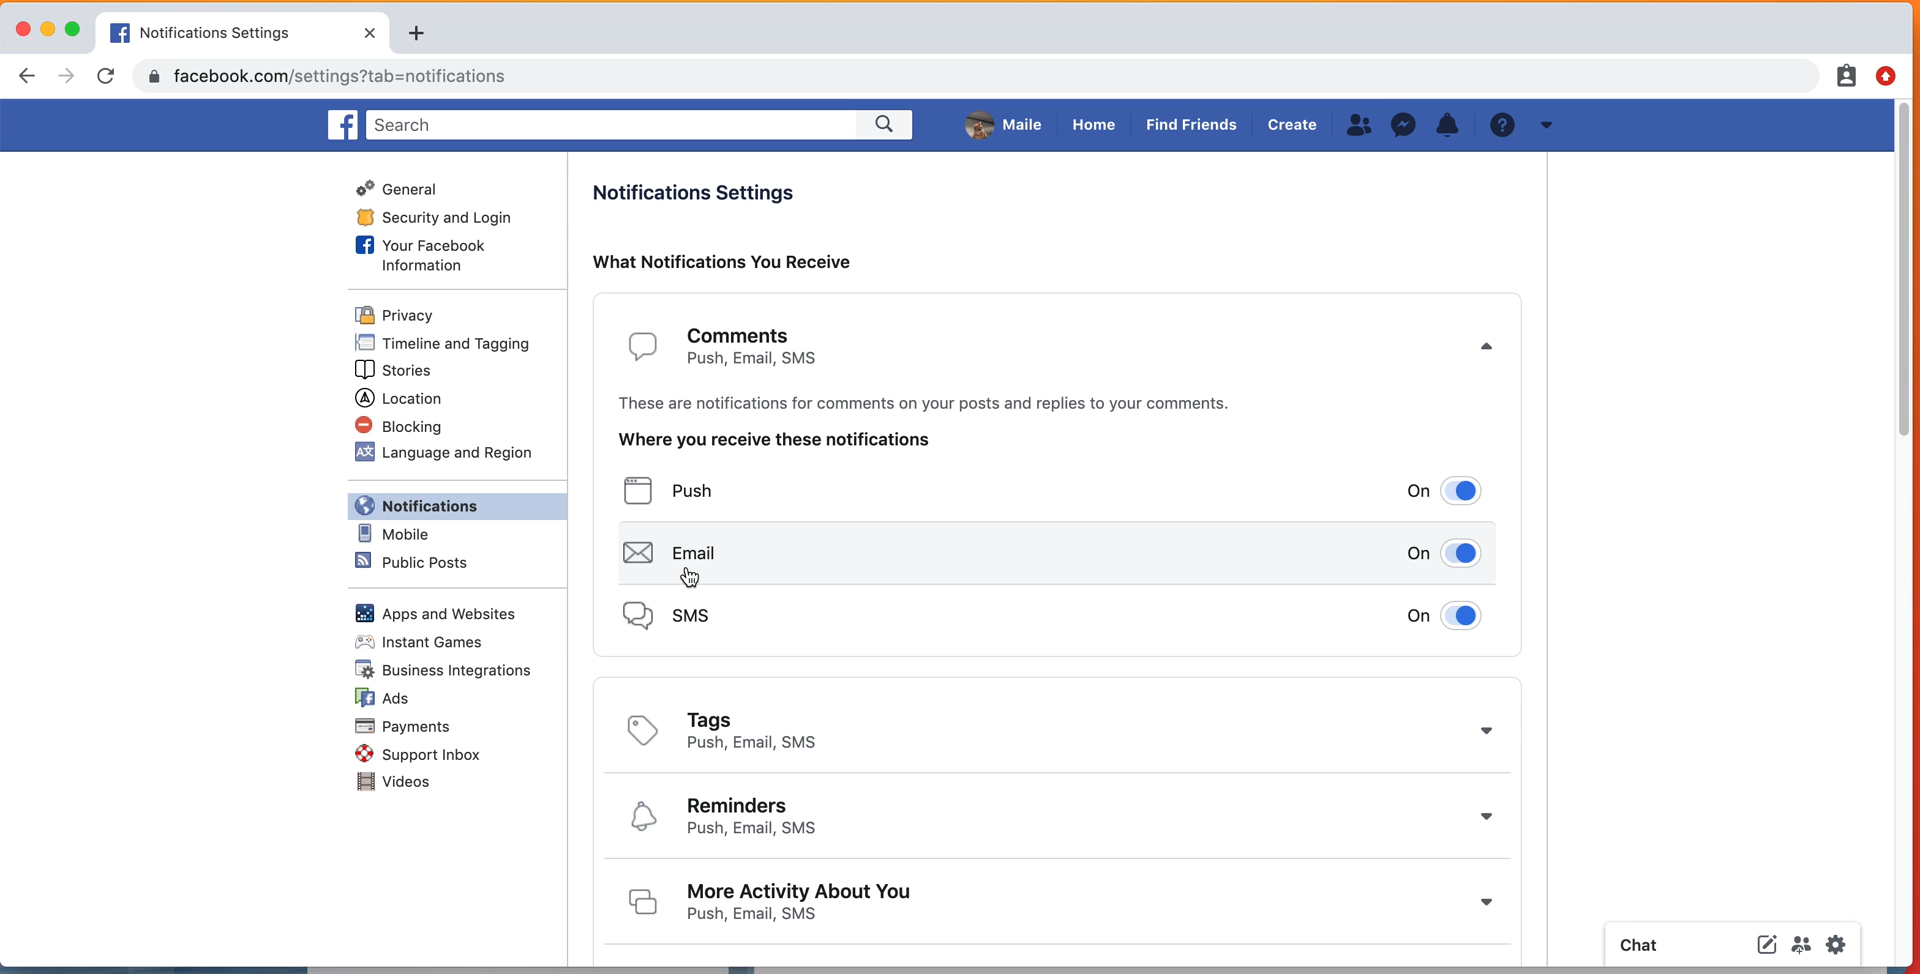 Notifications Settings
facebook.com/settings?tab=notifications
Search
Maile
Home
Find Friends
Create
General
Security and Login
Your Facebook
Information
Privacy
Timeline and Tagging
Stories
Location
Blocking
Language and Region
Notifications
Mobile
Public Posts
Apps and Websites
Instant Games
Business Integrations
Ads
Payments
Support Inbox
Videos
Notifications Settings
What Notifications You Receive
Comments
Push, Email, SMS
These are notifications for comments on your posts and replies to your comments.
Where you receive these notifications
Push On
Email On
SMS On
Tags
Push, Email, SMS
Reminders
Push, Email, SMS
More Activity About You
Push, Email, SMS
Chat